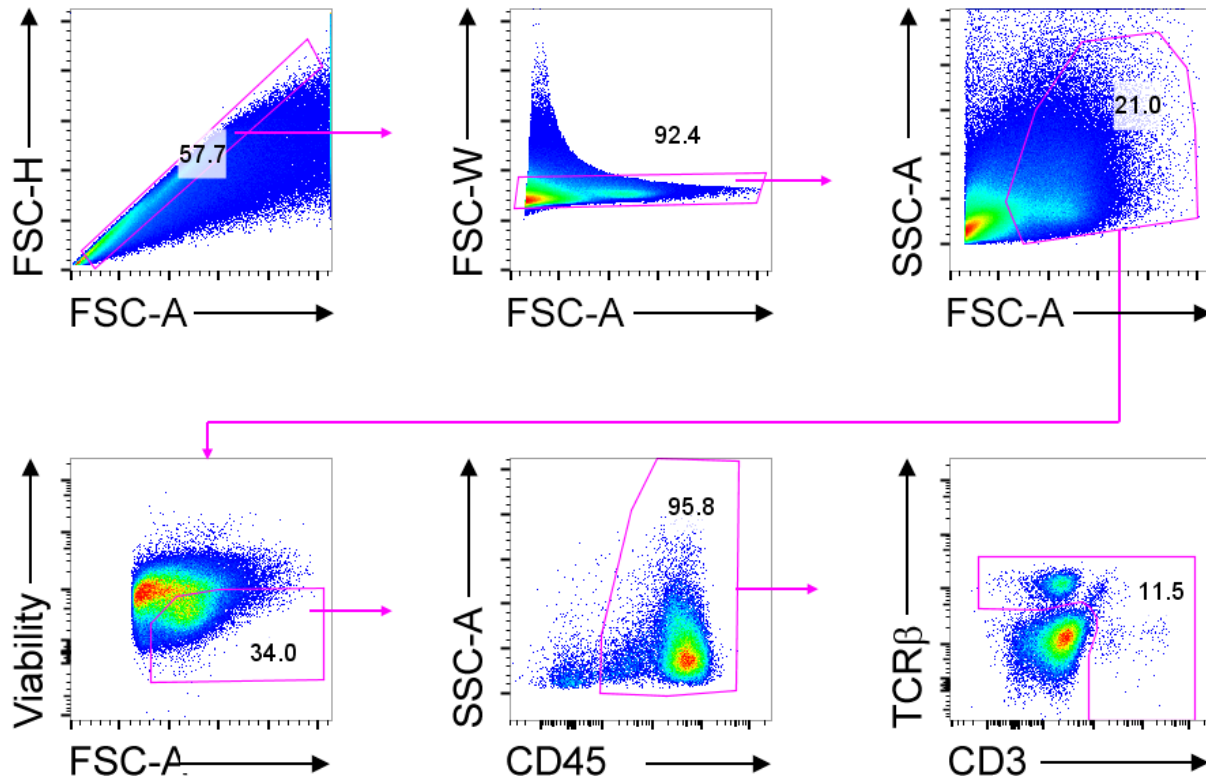 FSC-H
57.7
FSC-A
FSC-W
92.4
FSC-A
SSC-A
21.0
FSC-A
Viability
34.0
FSC-A
SSC-A
95.8
CD45
TCRβ
11.5
CD3